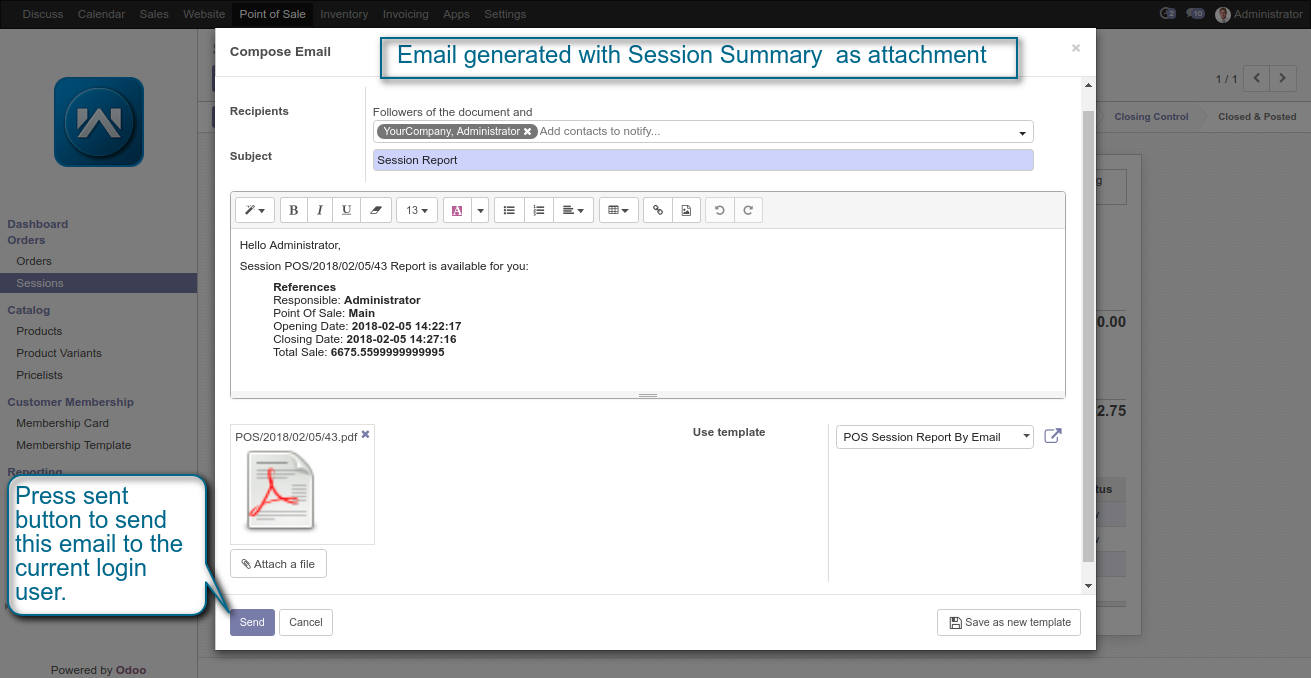 Discuss Calendar Sales Website Point of Sale Inventory Invoicing Apps Settings 2 10 Administrator
Compose Email
Email generated with Session Summary as attachment
×
1 / 1
Recipients
Followers of the document and
YourCompany, Administrator ✖ Add contacts to notify...
Closing Control Closed & Posted
Subject
Session Report
B I U 13 A
Hello Administrator,
Session POS/2018/02/05/43 Report is available for you:
References
Responsible: Administrator
Point Of Sale: Main
Opening Date: 2018-02-05 14:22:17
Closing Date: 2018-02-05 14:27:16
Total Sale: 6675.5599999999995
Dashboard
Orders
Orders
Sessions
Catalog
Products
Product Variants
Pricelists
Customer Membership
Membership Card
Membership Template
Reporting
0.00
2.75
tus
POS/2018/02/05/43.pdf ✖
Use template
POS Session Report By Email
Attach a file
Press sent
button to send
this email to the
current login
user.
Send Cancel
Save as new template
Powered by Odoo